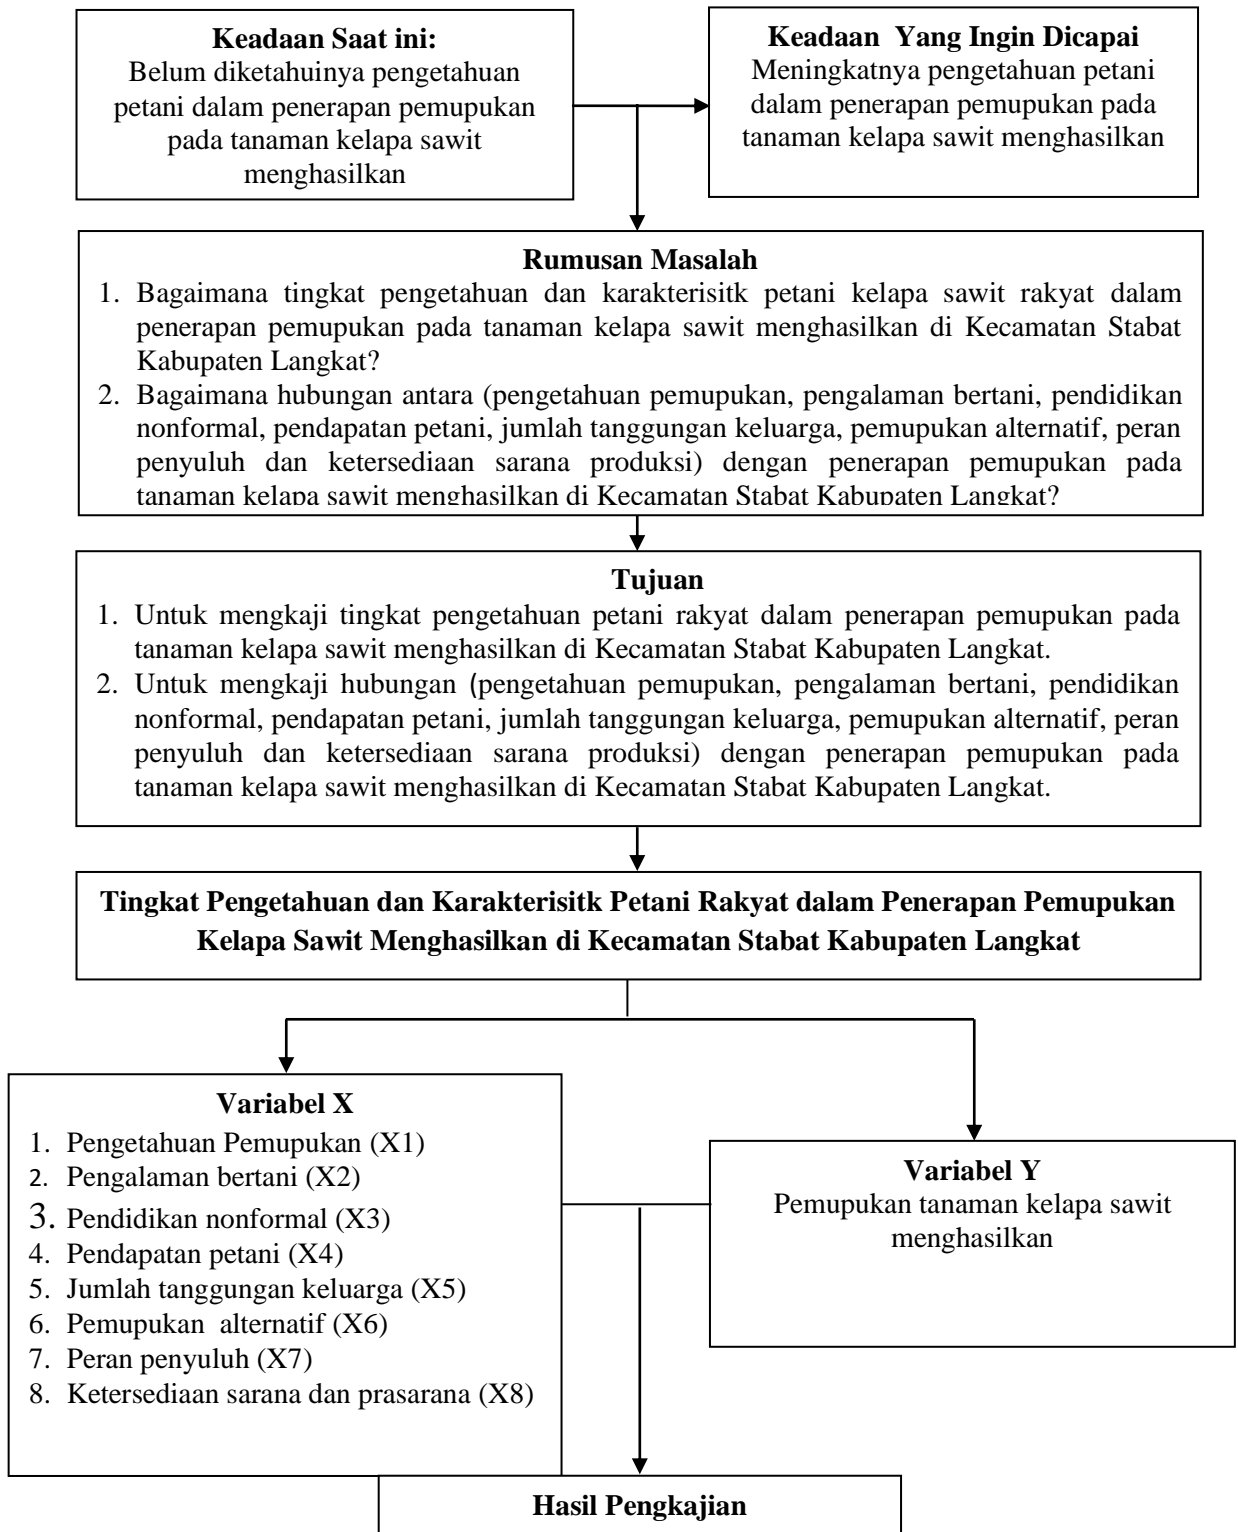 Keadaan Saat ini:
Belum diketahuinya pengetahuan
petani dalam penerapan pemupukan
pada tanaman kelapa sawit
menghasilkan
Keadaan Yang Ingin Dicapai
Meningkatnya pengetahuan petani
dalam penerapan pemupukan pada
tanaman kelapa sawit menghasilkan
Rumusan Masalah
1. Bagaimana tingkat pengetahuan dan karakterisitk petani kelapa sawit rakyat dalam
penerapan pemupukan pada tanaman kelapa sawit menghasilkan di Kecamatan Stabat
Kabupaten Langkat?
2. Bagaimana hubungan antara (pengetahuan pemupukan, pengalaman bertani, pendidikan
nonformal, pendapatan petani, jumlah tanggungan keluarga, pemupukan alternatif, peran
penyuluh dan ketersediaan sarana produksi) dengan penerapan pemupukan pada
tanaman kelapa sawit menghasilkan di Kecamatan Stabat Kabupaten Langkat?
Tujuan
1. Untuk mengkaji tingkat pengetahuan petani rakyat dalam penerapan pemupukan pada
tanaman kelapa sawit menghasilkan di Kecamatan Stabat Kabupaten Langkat.
2. Untuk mengkaji hubungan (pengetahuan pemupukan, pengalaman bertani, pendidikan
nonformal, pendapatan petani, jumlah tanggungan keluarga, pemupukan alternatif, peran
penyuluh dan ketersediaan sarana produksi) dengan penerapan pemupukan pada
tanaman kelapa sawit menghasilkan di Kecamatan Stabat Kabupaten Langkat.
Tingkat Pengetahuan dan Karakterisitk Petani Rakyat dalam Penerapan Pemupukan
Kelapa Sawit Menghasilkan di Kecamatan Stabat Kabupaten Langkat
Variabel X
1. Pengetahuan Pemupukan (X1)
2. Pengalaman bertani (X2)
3. Pendidikan nonformal (X3)
4. Pendapatan petani (X4)
5. Jumlah tanggungan keluarga (X5)
6. Pemupukan alternatif (X6)
7. Peran penyuluh (X7)
8. Ketersediaan sarana dan prasarana (X8)
Variabel Y
Pemupukan tanaman kelapa sawit
menghasilkan
Hasil Pengkajian